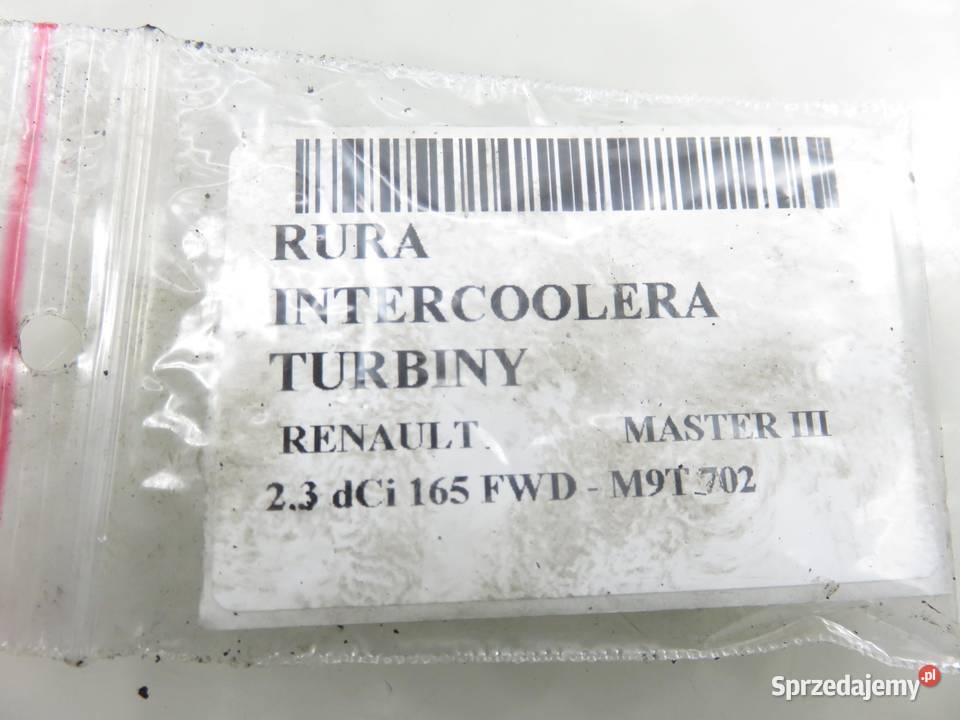 RURA
INTERCOOLERA
TURBINY
RENAULT MASTER III
2.3 dCi 165 FWD - M9T 702
Sprzedajemy.pl